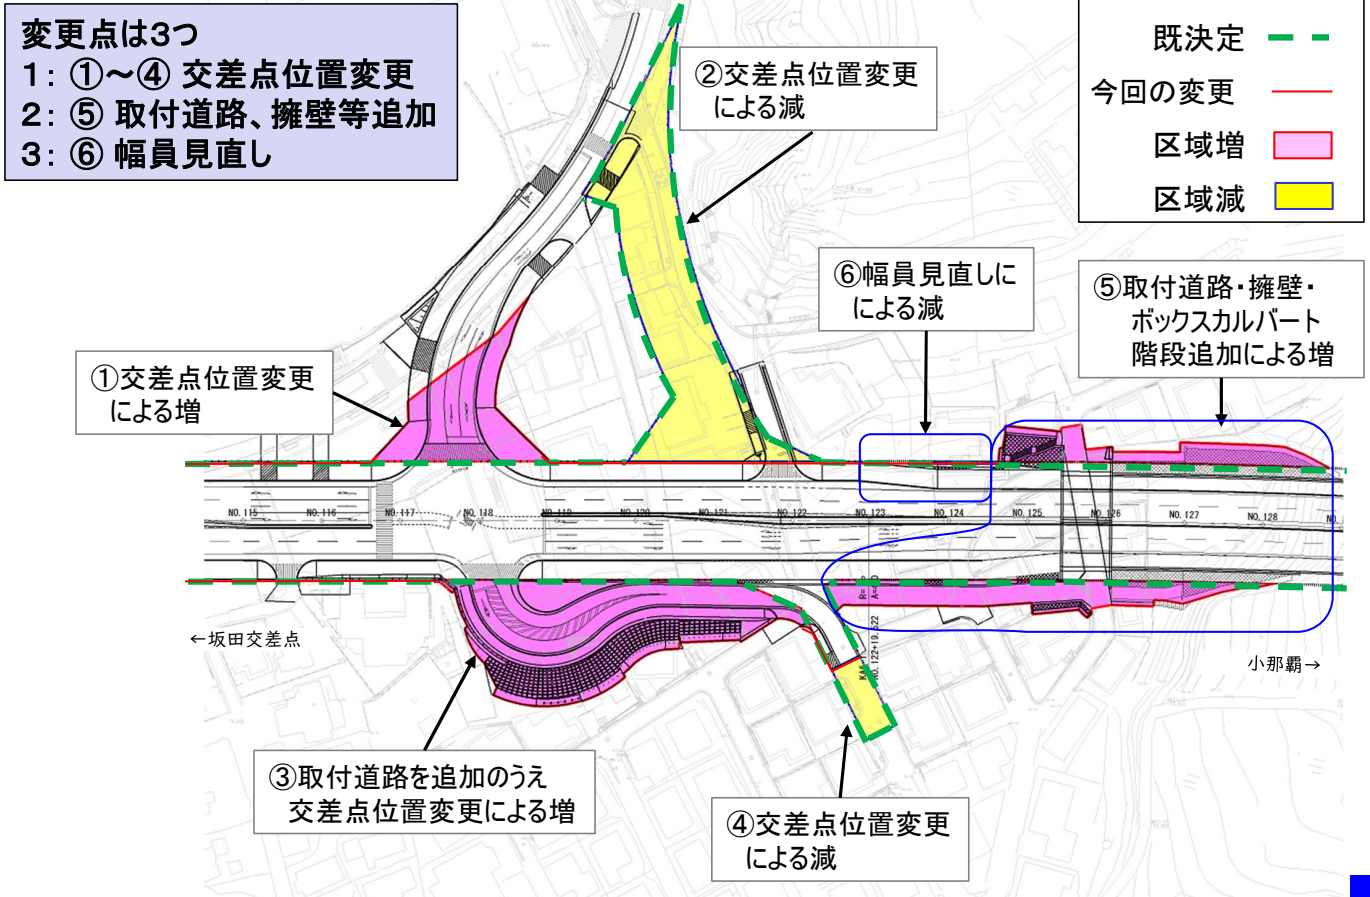 変更点は3つ
1：①～④ 交差点位置変更
2：⑤ 取付道路、擁壁等追加
3：⑥ 幅員見直し
既決定
今回の変更
区域増
区域減
②交差点位置変更
による減
⑥幅員見直しに
による減
⑤取付道路・擁壁・
ボックスカルバート
階段追加による増
①交差点位置変更
による増
NO.115
NO.116
NO.117
NO.118
NO.119
NO.120
NO.121
NO.122
NO.123
NO.124
NO.125
NO.126
NO.127
NO.128
←坂田交差点
小那覇→
NO.122+19.522
③取付道路を追加のうえ
交差点位置変更による増
④交差点位置変更
による減